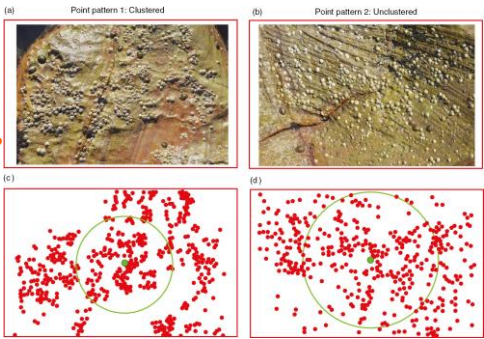 (a)
Point pattern 1: Clustered
(b)
Point pattern 2: Unclustered
(c)
(d)